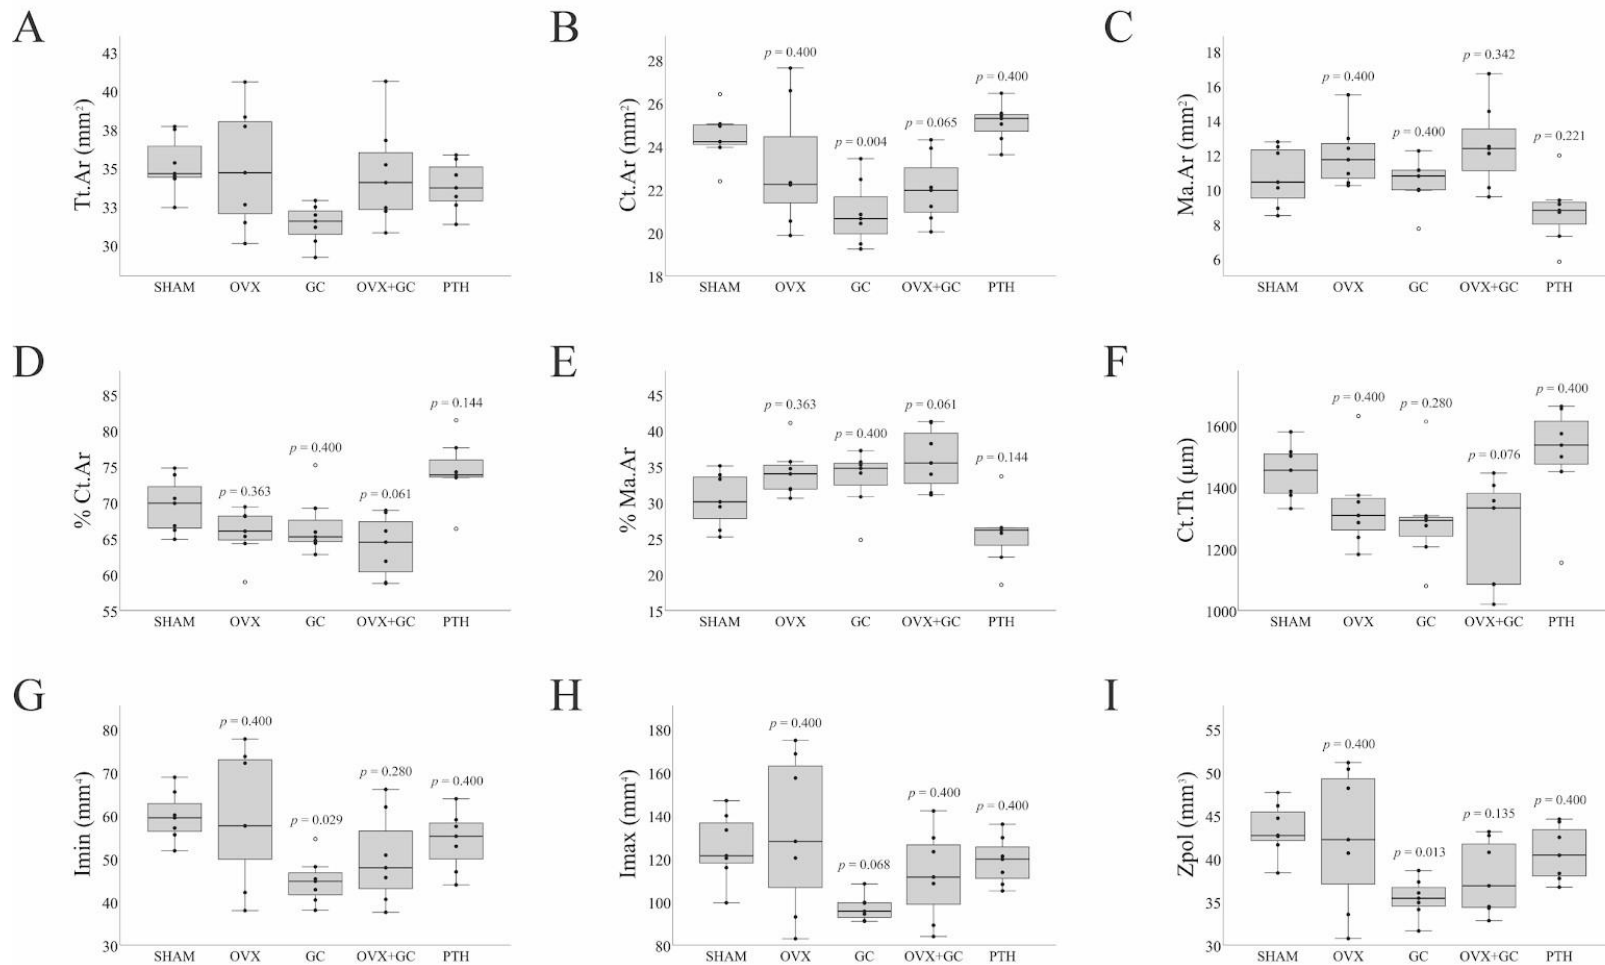 A
Tt.Ar (mm²)
43
40
38
35
33
30
SHAM OVX GC OVX+GC PTH
B
Ct.Ar (mm²)
28
26
24
22
20
18
p = 0.400
p = 0.004
p = 0.065
p = 0.400
SHAM OVX GC OVX+GC PTH
C
Ma.Ar (mm²)
18
16
14
12
10
8
6
p = 0.400
p = 0.400
p = 0.342
p = 0.221
SHAM OVX GC OVX+GC PTH
D
% Ct.Ar
85
80
75
70
65
60
55
p = 0.363
p = 0.400
p = 0.061
p = 0.144
SHAM OVX GC OVX+GC PTH
E
% Ma.Ar
45
40
35
30
25
20
15
p = 0.363
p = 0.400
p = 0.061
p = 0.144
SHAM OVX GC OVX+GC PTH
F
Ct.Th (μm)
1600
1400
1200
1000
p = 0.400
p = 0.280
p = 0.076
p = 0.400
SHAM OVX GC OVX+GC PTH
G
Imin (mm⁴)
80
70
60
50
40
30
p = 0.400
p = 0.029
p = 0.280
p = 0.400
SHAM OVX GC OVX+GC PTH
H
Imax (mm⁴)
180
160
140
120
100
80
p = 0.400
p = 0.068
p = 0.400
p = 0.400
SHAM OVX GC OVX+GC PTH
I
Zpol (mm³)
55
50
45
40
35
30
p = 0.400
p = 0.013
p = 0.135
p = 0.400
SHAM OVX GC OVX+GC PTH